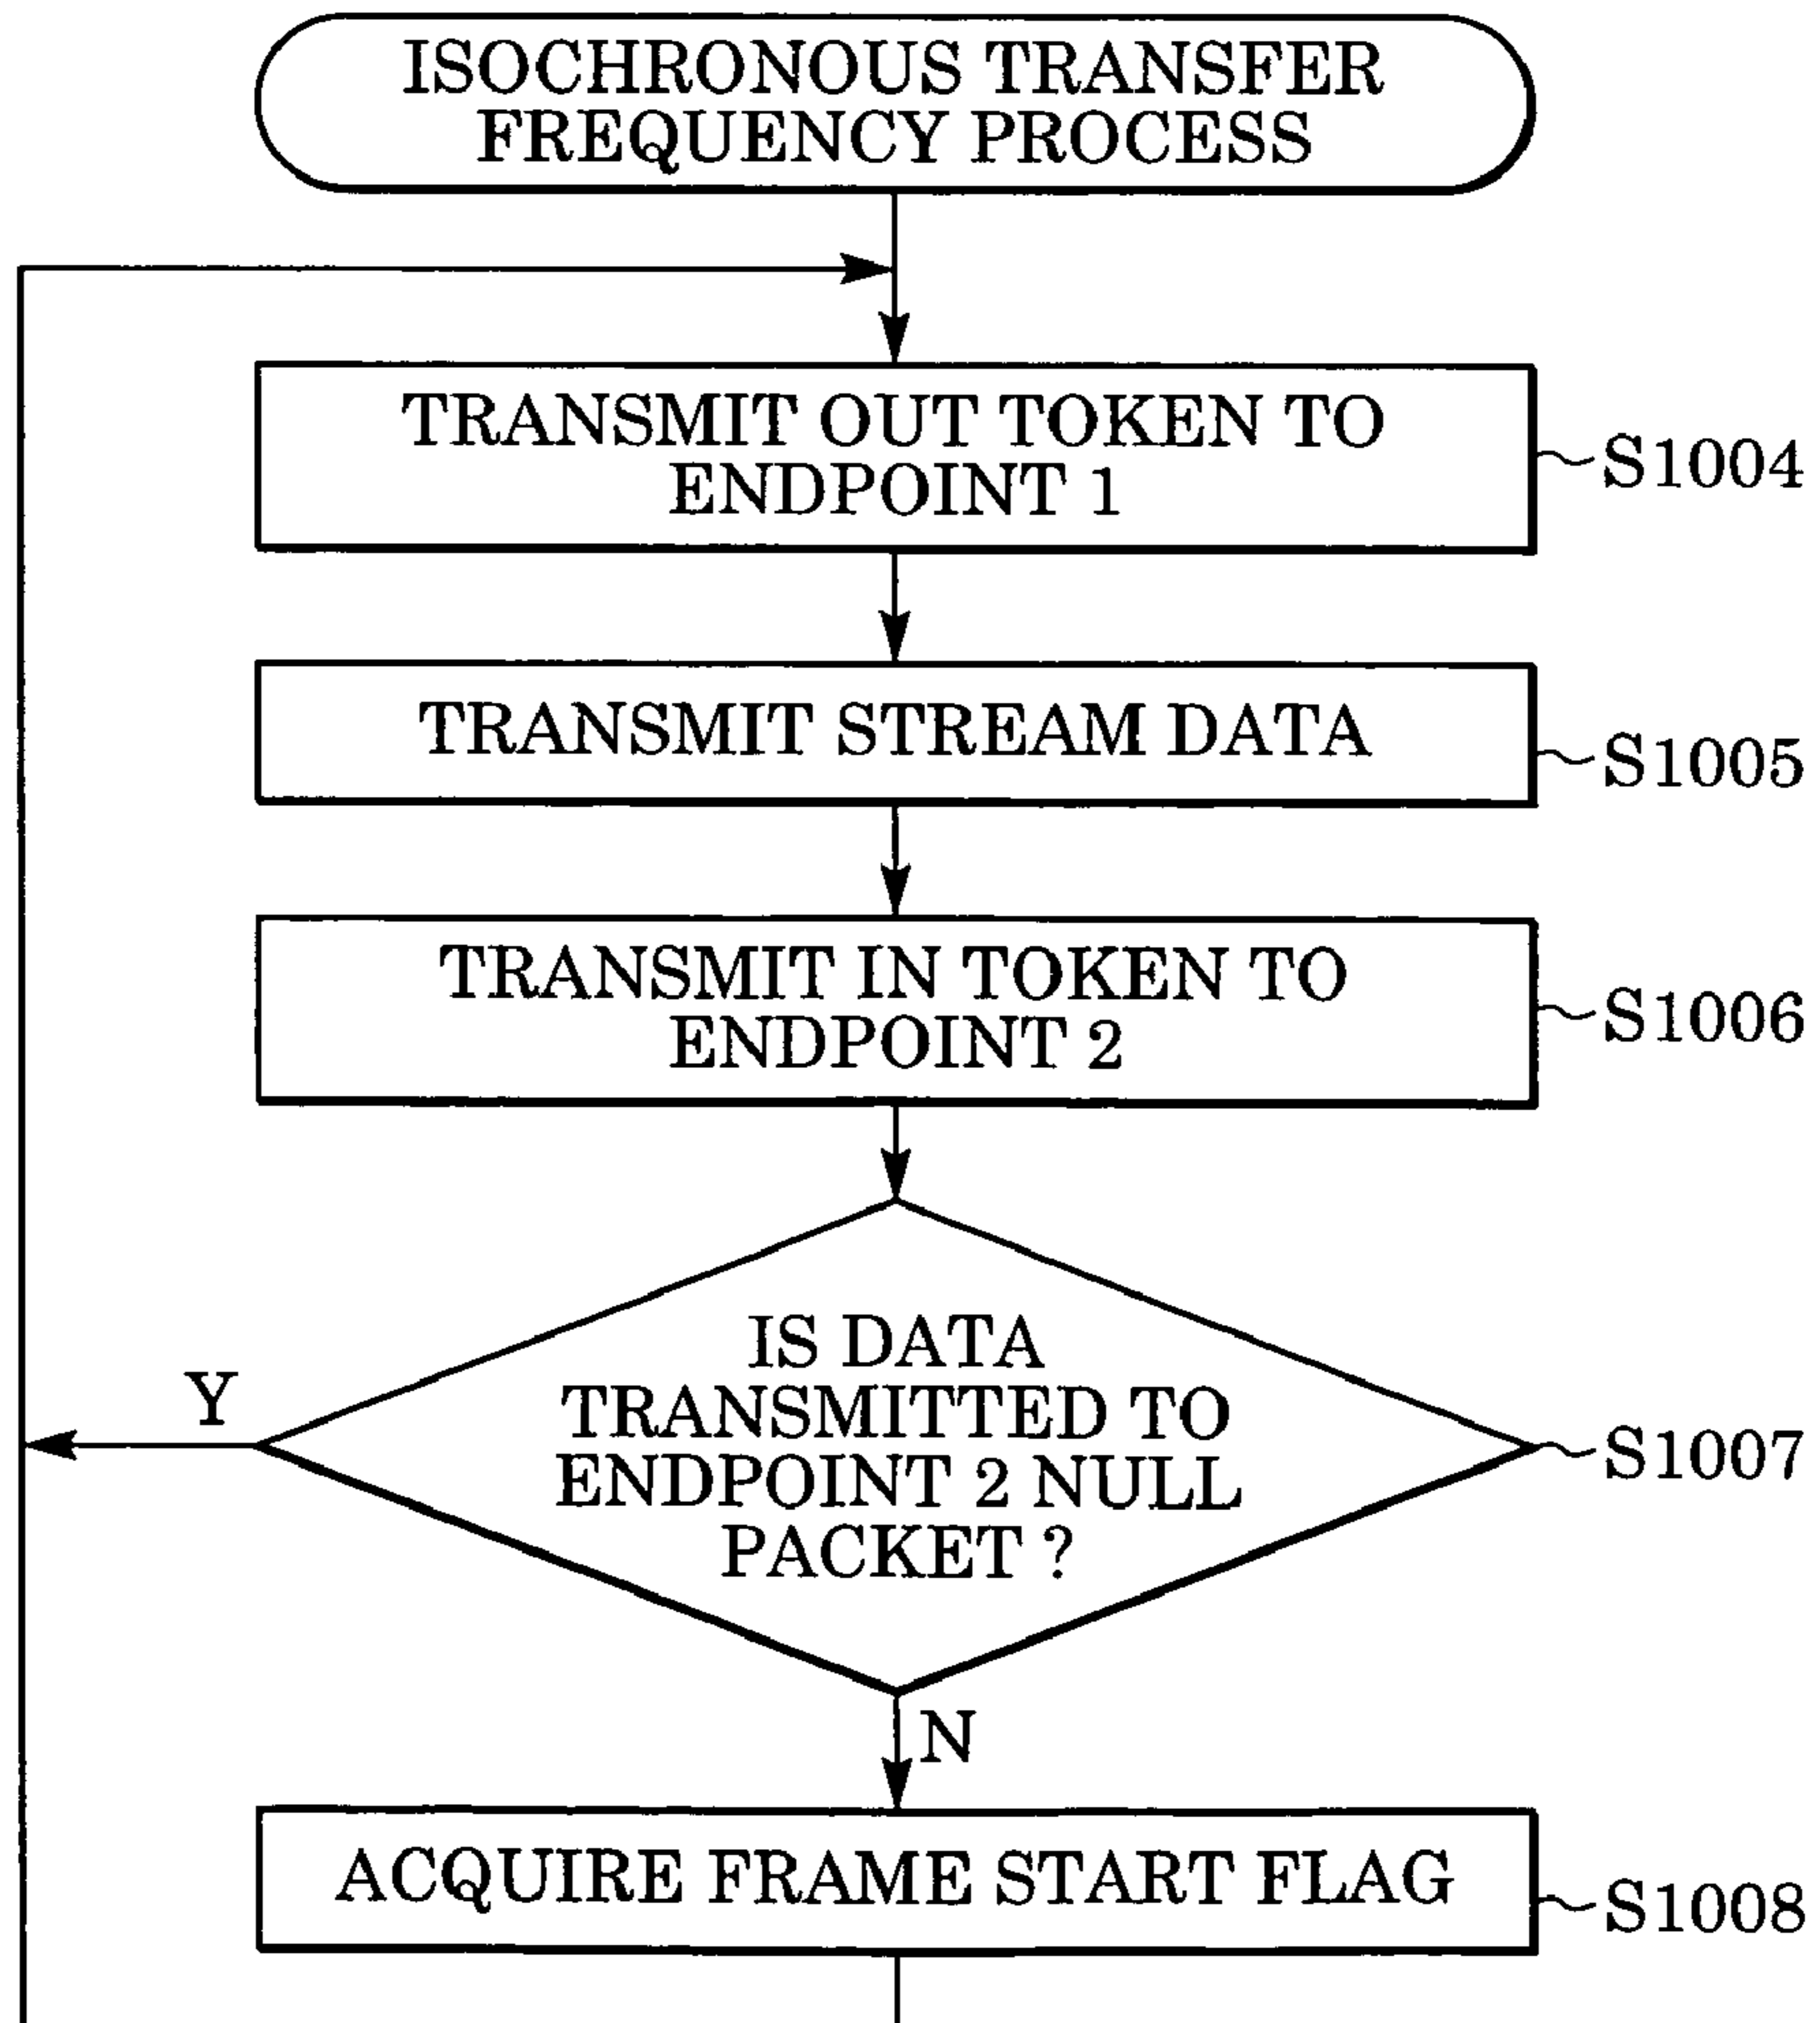 ISOCHRONOUS TRANSFER
FREQUENCY PROCESS
TRANSMIT OUT TOKEN TO
ENDPOINT 1
S1004
TRANSMIT STREAM DATA
S1005
TRANSMIT IN TOKEN TO
ENDPOINT 2
S1006
IS DATA
TRANSMITTED TO
ENDPOINT 2 NULL
PACKET ?
Y
S1007
N
ACQUIRE FRAME START FLAG
S1008